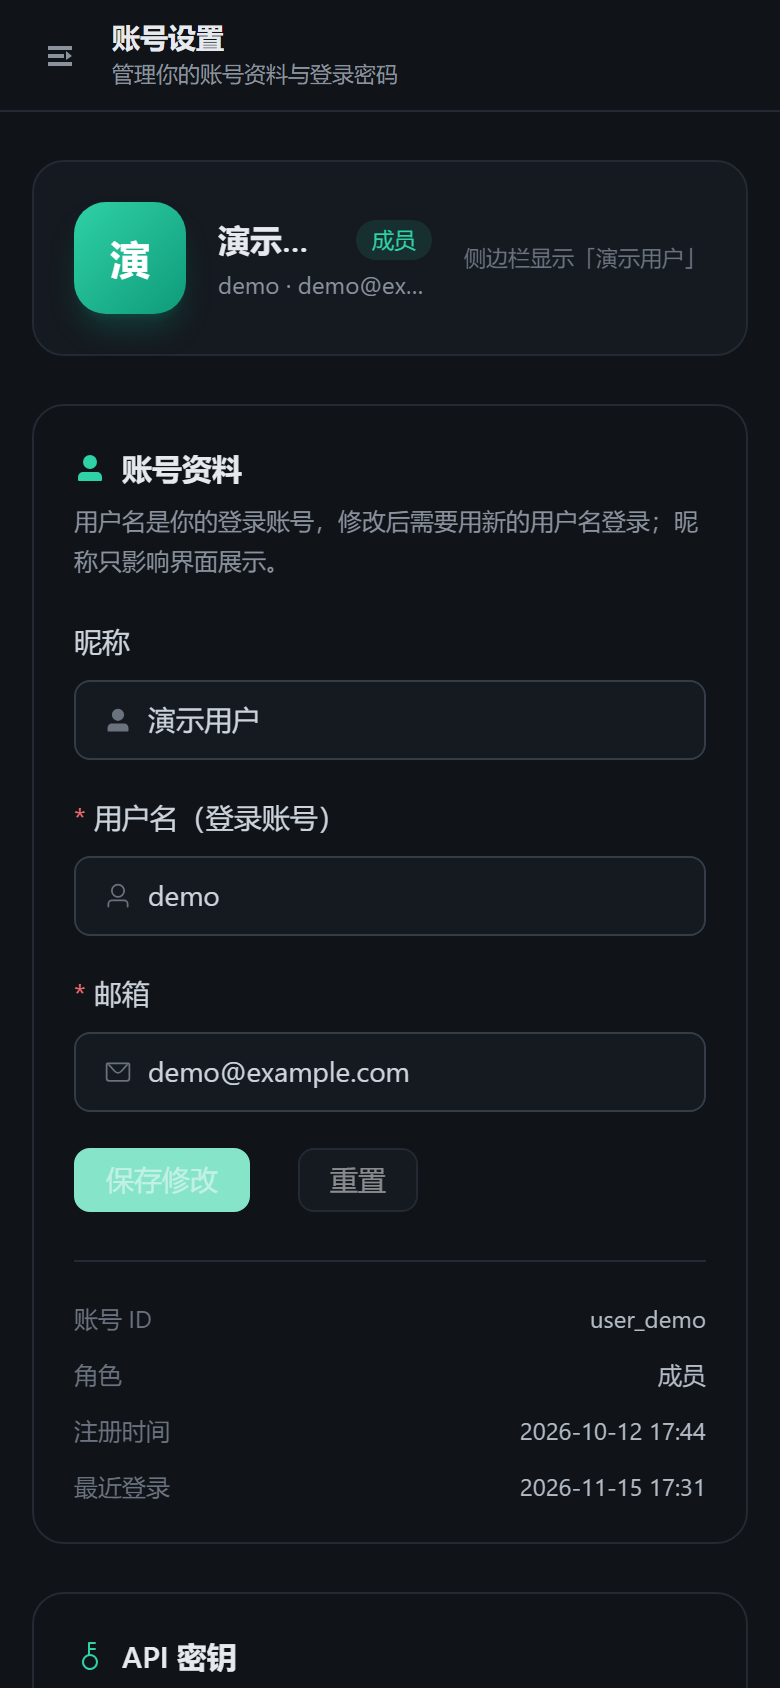 账号设置
管理你的账号资料与登录密码
演
演示...
成员
demo · demo@ex...
侧边栏显示「演示用户」
账号资料
用户名是你的登录账号，修改后需要用新的用户名登录；昵
称只影响界面展示。
昵称
演示用户
* 用户名（登录账号）
demo
* 邮箱
demo@example.com
保存修改
重置
账号 ID
user_demo
角色
成员
注册时间
2026-10-12 17:44
最近登录
2026-11-15 17:31
API 密钥